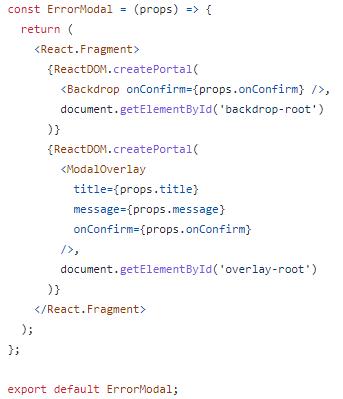 const ErrorModal = (props) => {
  return (
    <React.Fragment>
      {ReactDOM.createPortal(
        <Backdrop onConfirm={props.onConfirm} />,
        document.getElementById('backdrop-root')
      )}
      {ReactDOM.createPortal(
        <ModalOverlay
          title={props.title}
          message={props.message}
          onConfirm={props.onConfirm}
        />,
        document.getElementById('overlay-root')
      )}
    </React.Fragment>
  );
};

export default ErrorModal;